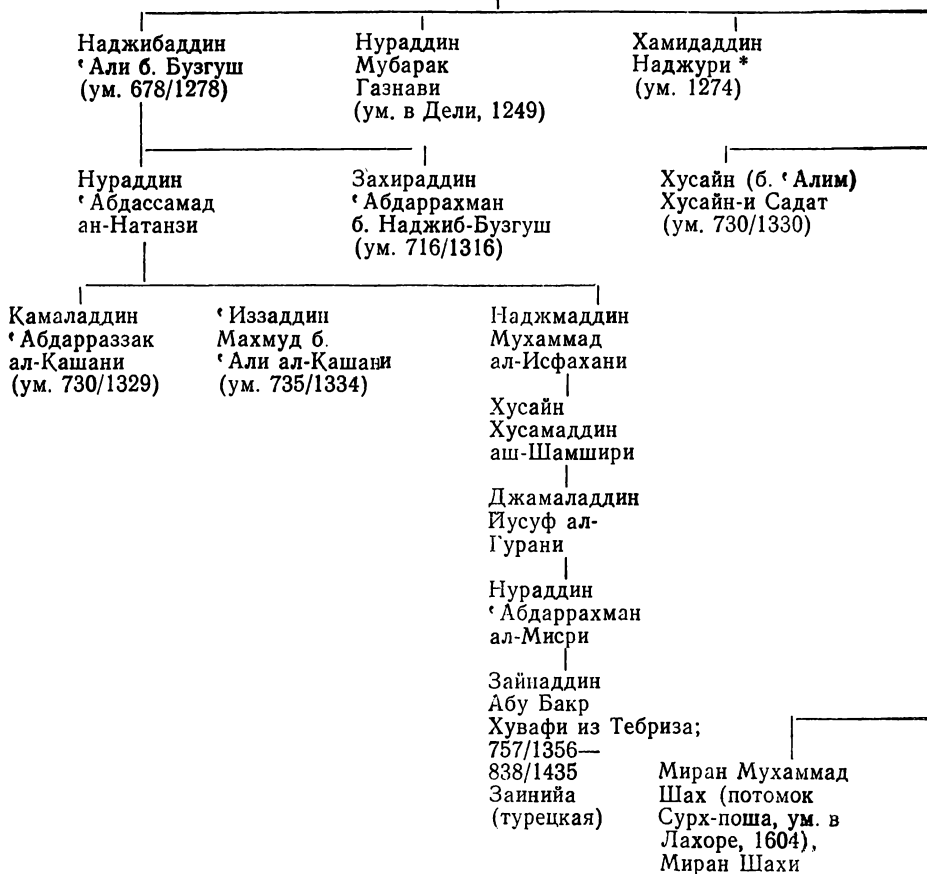 Наджибаддин
ʿАли б. Бузгуш
(ум. 678/1278)
Нураддин
Мубарак
Газнави
(ум. в Дели, 1249)
Хамидаддин
Наджури *
(ум. 1274)
Нураддин
ʿАбдассамад
ан-Натанзи
Захираддин
ʿАбдаррахман
б. Наджиб-Бузгуш
(ум. 716/1316)
Хусайн (б. ʿАлим)
Хусайн-и Садат
(ум. 730/1330)
Камаладдин
ʿАбдарраззак
ал-Кашани
(ум. 730/1329)
ʿИззаддин
Махмуд б.
ʿАли ал-Кашани
(ум. 735/1334)
Наджмаддин
Мухаммад
ал-Исфахани
Хусайн
Хусамаддин
аш-Шамшири
Джамаладдин
Йусуф ал-
Гурани
Нураддин
ʿАбдаррахман
ал-Мисри
Зайнаддин
Абу Бакр
Хувафи из Тебриза;
757/1356—
838/1435
Заинийа
(турецкая)
Миран Мухаммад
Шах (потомок
Сурх-поша, ум. в
Лахоре, 1604),
Миран Шахи